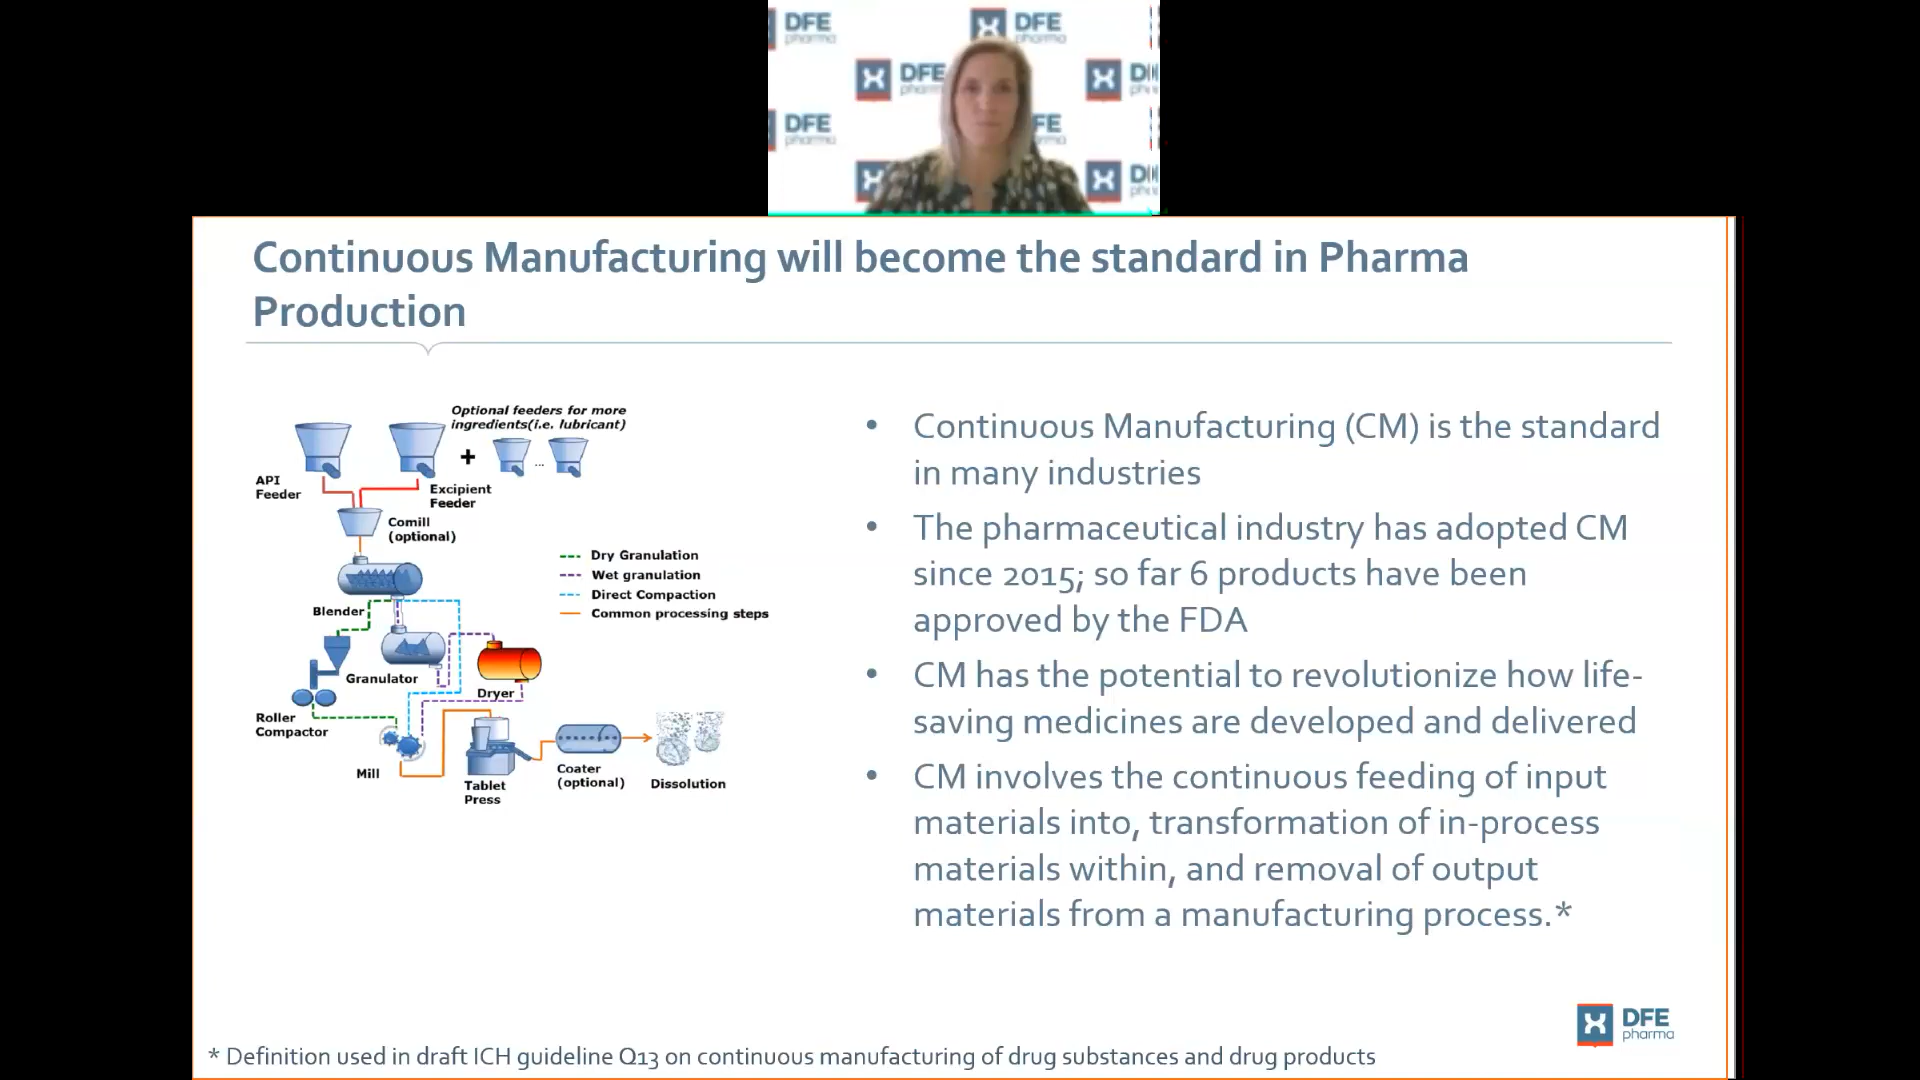 DFE
pharma
DFE
pharma
DFE
pharma
DFE
pharma
Continuous Manufacturing will become the standard in Pharma
Production
Optional feeders for more
ingredients(i.e. lubricant)
+
...
API
Feeder
Excipient
Feeder
Comill
(optional)
Dry Granulation
Wet granulation
Direct Compaction
Common processing steps
Blender
Granulator
Dryer
Roller
Compactor
Mill
Tablet
Press
Coater
(optional)
Dissolution
• Continuous Manufacturing (CM) is the standard
in many industries
• The pharmaceutical industry has adopted CM
since 2015; so far 6 products have been
approved by the FDA
• CM has the potential to revolutionize how life-
saving medicines are developed and delivered
• CM involves the continuous feeding of input
materials into, transformation of in-process
materials within, and removal of output
materials from a manufacturing process.*
DFE
pharma
* Definition used in draft ICH guideline Q13 on continuous manufacturing of drug substances and drug products